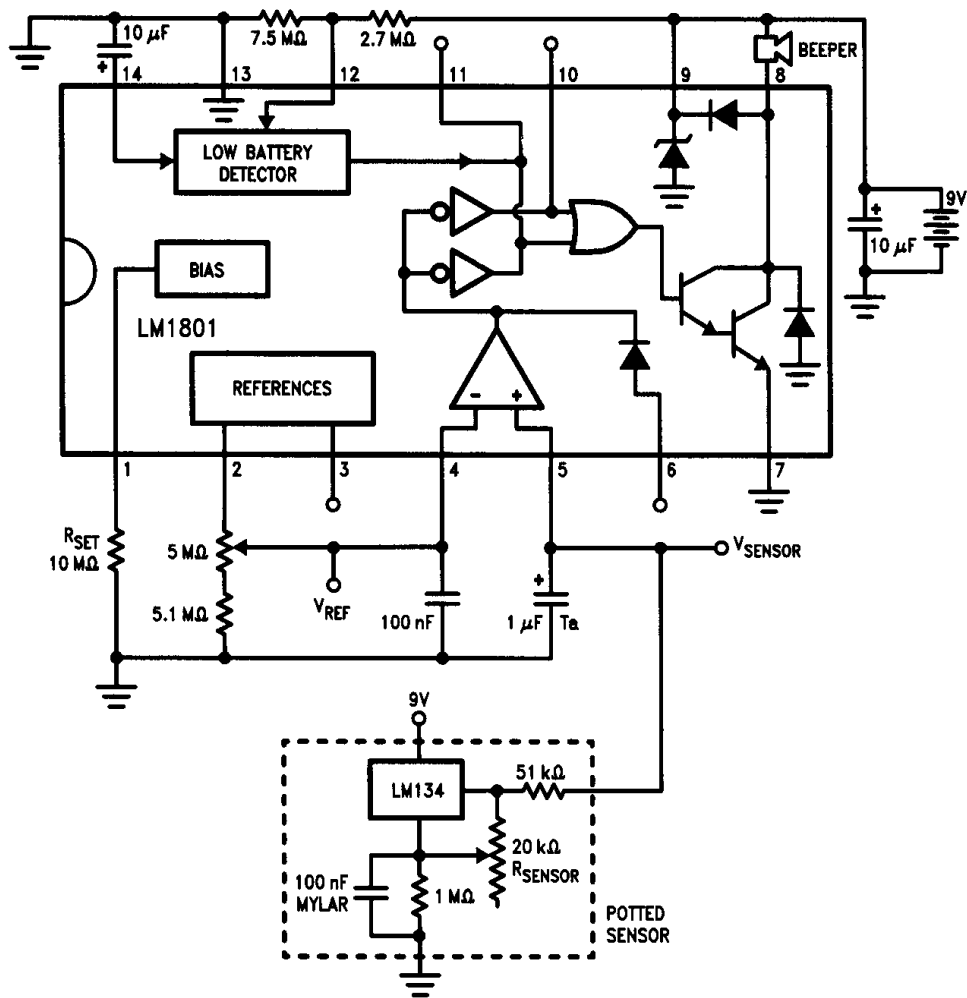 10 μF
7.5 MΩ
2.7 MΩ
BEEPER
14
13
12
11
10
9
8
LOW BATTERY
DETECTOR
+
9V
+
10 μF
BIAS
LM1801
REFERENCES
-
+
1
2
3
4
5
6
7
RSET
10 MΩ
5 MΩ
VSENSOR
+
5.1 MΩ
VREF
100 nF
1 μF Ta
9V
LM134
51 kΩ
20 kΩ
RSENSOR
100 nF
MYLAR
1 MΩ
POTTED
SENSOR